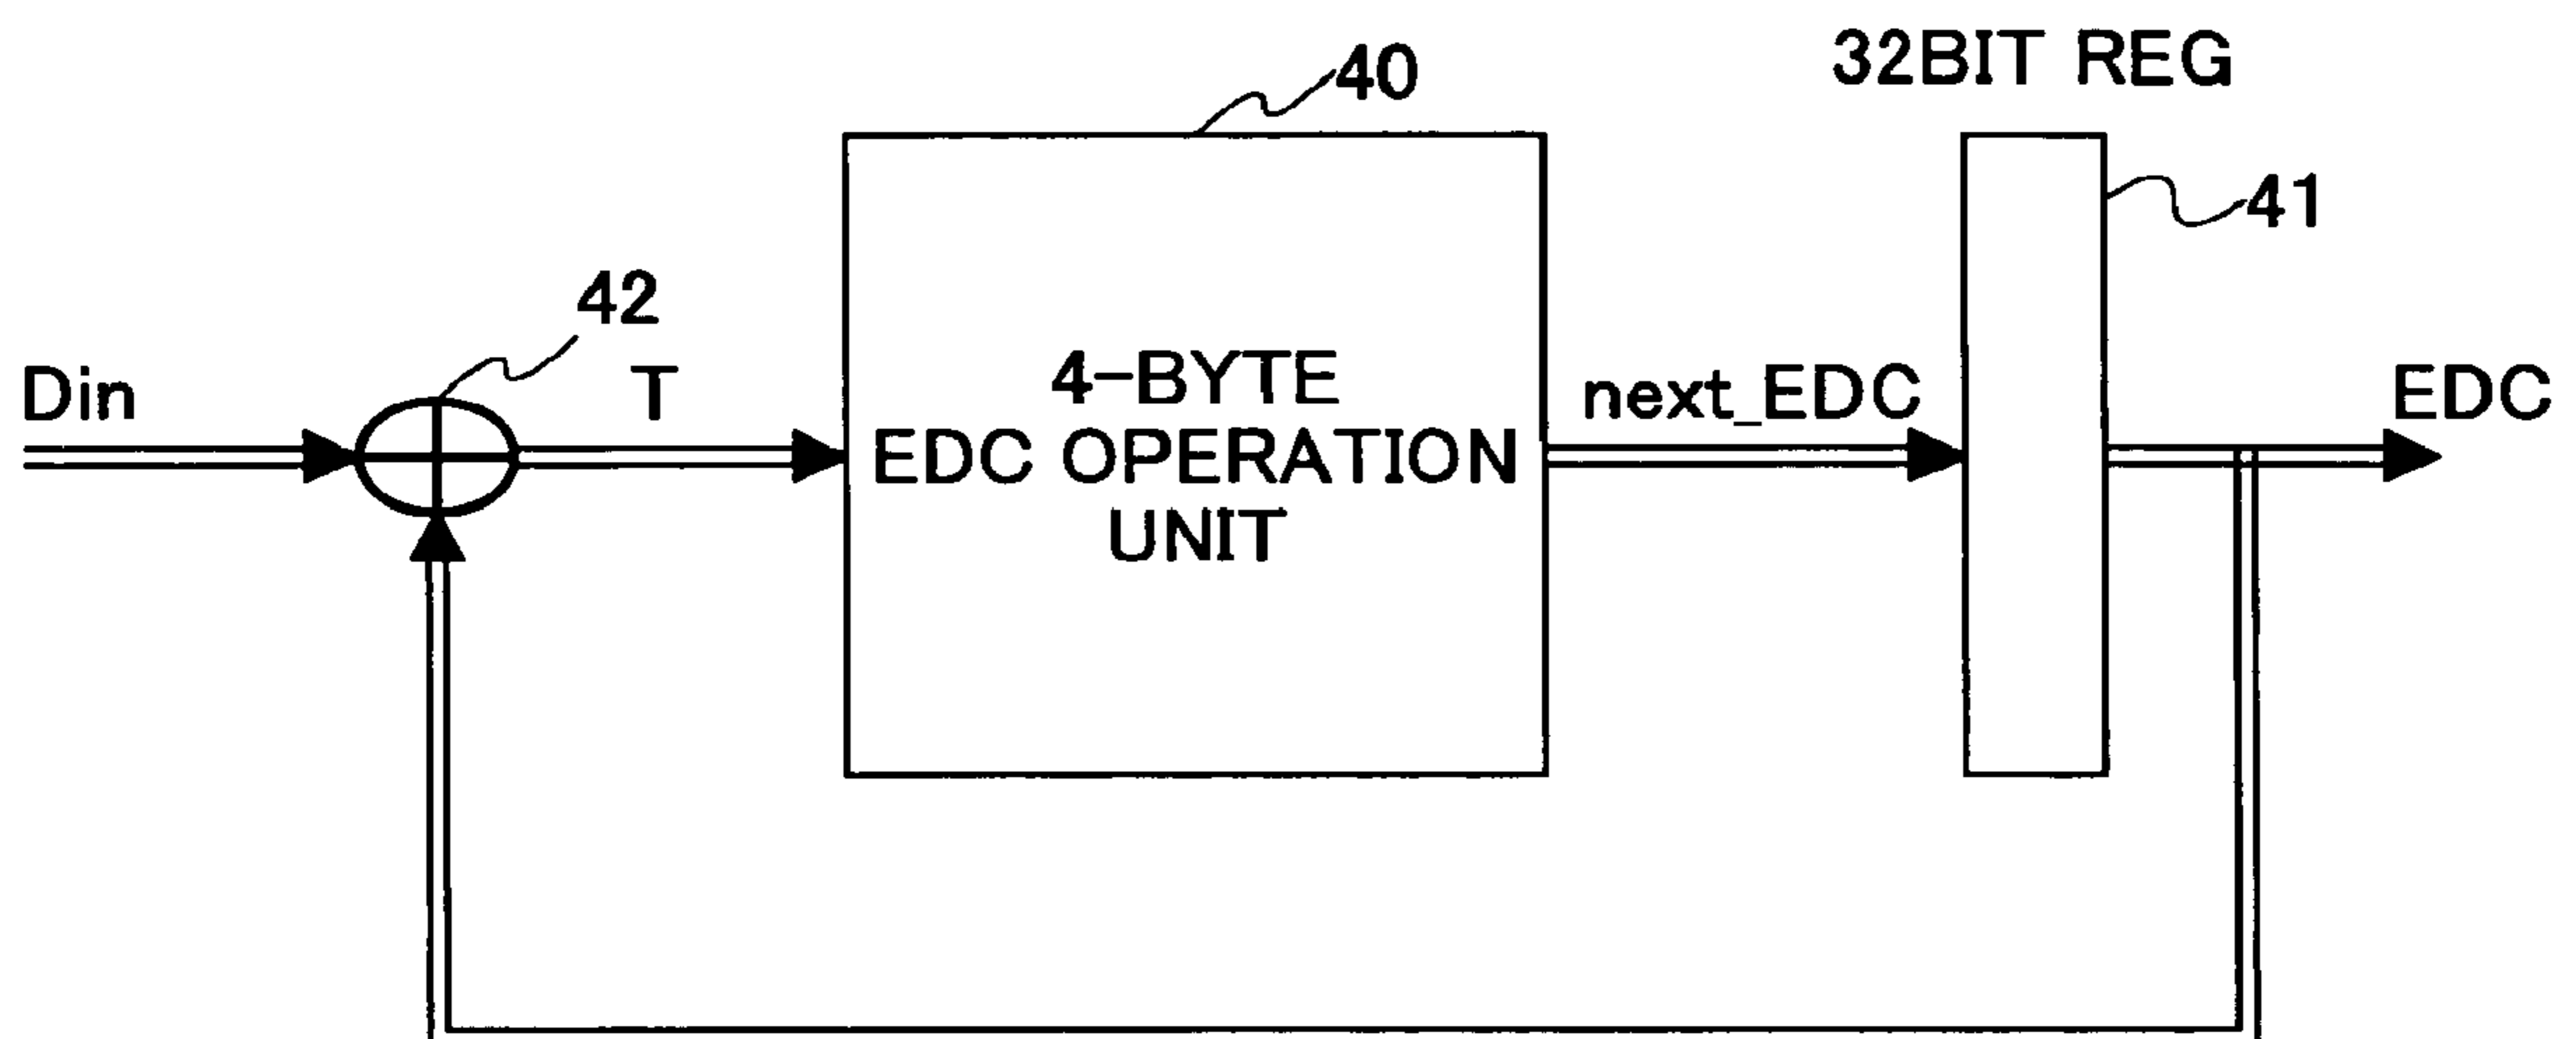 40
32BIT REG
41
42
Din
T
4-BYTE
EDC OPERATION
UNIT
next_EDC
EDC